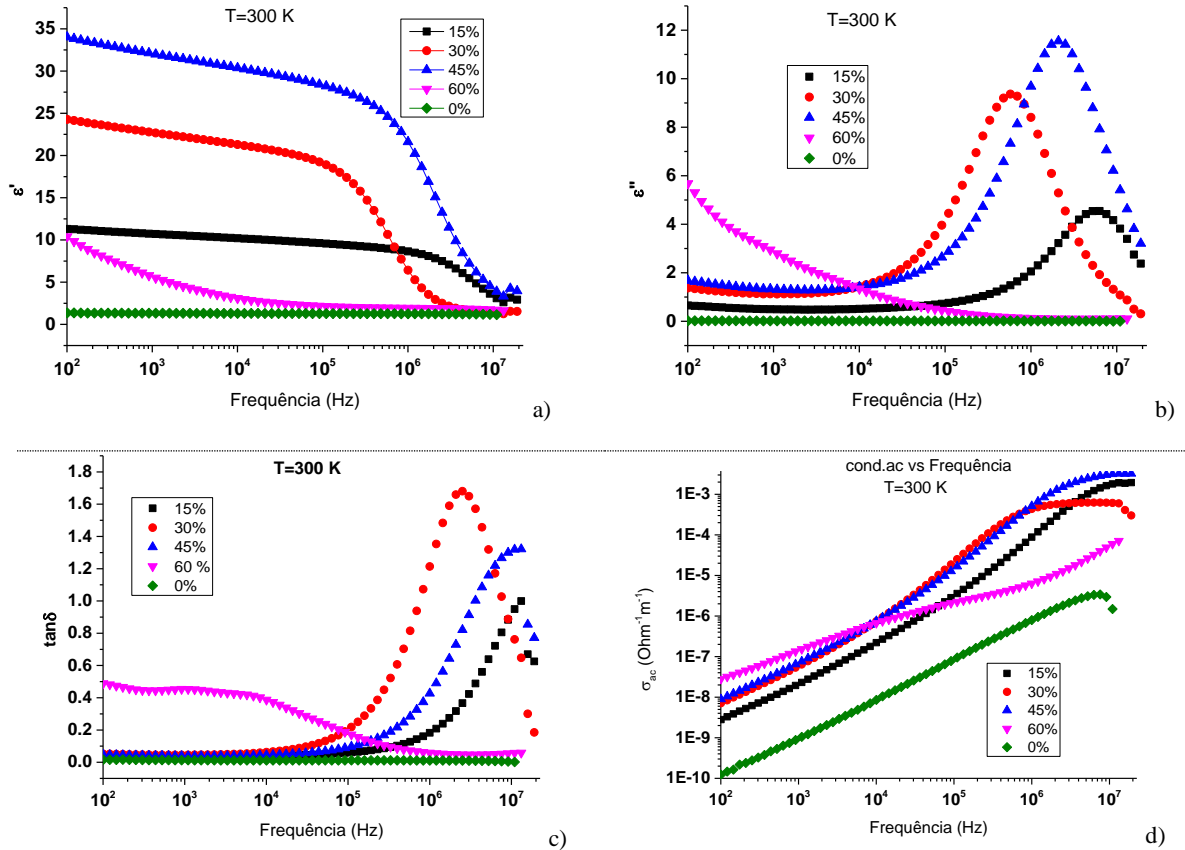 T=300 K
15%
30%
45%
60%
0%
ε'
35
30
25
20
15
10
5
0
10² 10³ 10⁴ 10⁵ 10⁶ 10⁷
Frequência (Hz)
a)
T=300 K
15%
30%
45%
60%
0%
ε''
12
10
8
6
4
2
0
10² 10³ 10⁴ 10⁵ 10⁶ 10⁷
Frequência (Hz)
b)
T=300 K
15%
30%
45%
60 %
0%
tanδ
1.8
1.6
1.4
1.2
1.0
0.8
0.6
0.4
0.2
0.0
10² 10³ 10⁴ 10⁵ 10⁶ 10⁷
Frequência (Hz)
c)
cond.ac vs Frequência
T=300 K
σac (Ohm⁻¹m⁻¹)
1E-3
1E-4
1E-5
1E-6
1E-7
1E-8
1E-9
1E-10
15%
30%
45%
60%
0%
10² 10³ 10⁴ 10⁵ 10⁶ 10⁷
Frequência (Hz)
d)